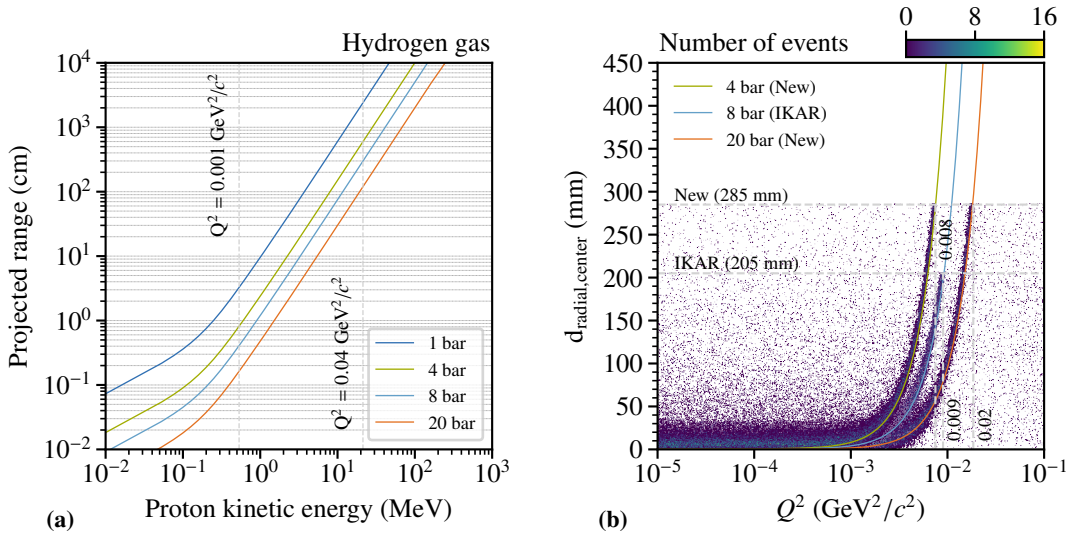 Hydrogen gas
10^4
10^3
10^2
10^1
10^0
10^-1
10^-2
Projected range (cm)
Q^2 = 0.001 GeV^2/c^2
Q^2 = 0.04 GeV^2/c^2
1 bar
4 bar
8 bar
20 bar
10^-2 10^-1 10^0 10^1 10^2 10^3
Proton kinetic energy (MeV)
(a)
0 8 16
Number of events
450
400
350
300
250
200
150
100
50
0
d_radial,center (mm)
4 bar (New)
8 bar (IKAR)
20 bar (New)
New (285 mm)
IKAR (205 mm)
0.008
0.009
0.02
10^-5 10^-4 10^-3 10^-2 10^-1
Q^2 (GeV^2/c^2)
(b)